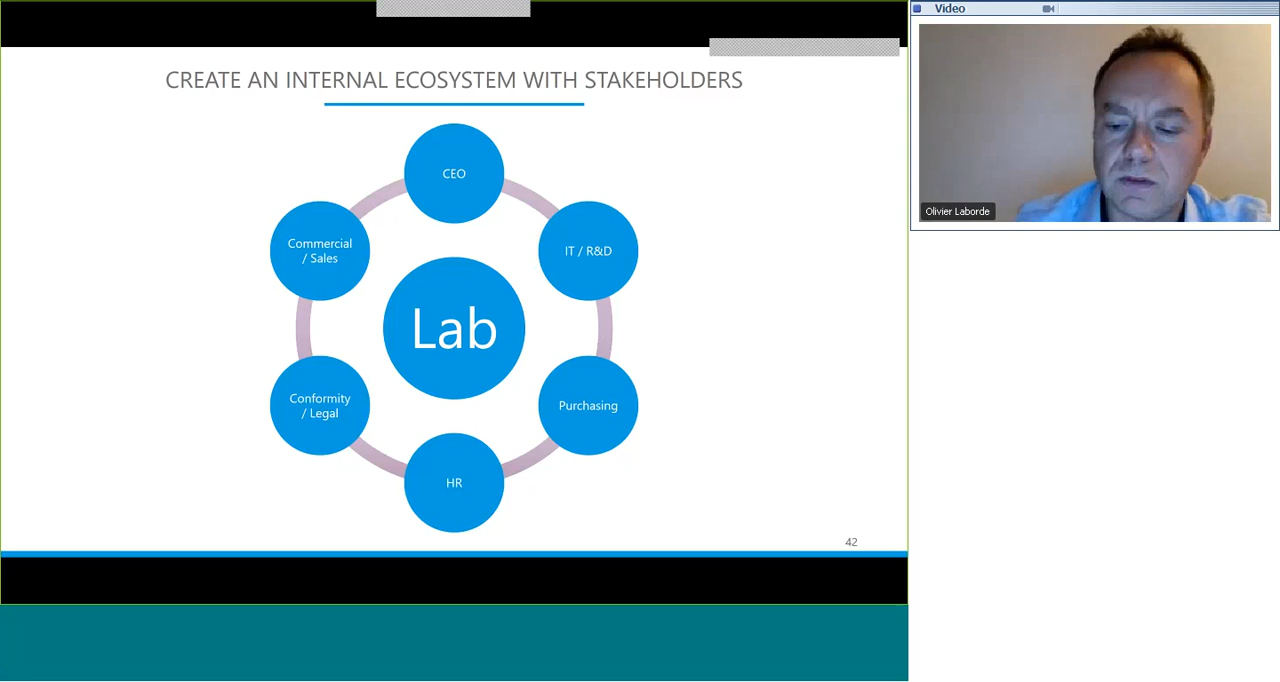 Video
CREATE AN INTERNAL ECOSYSTEM WITH STAKEHOLDERS
CEO
Commercial
/ Sales
IT / R&D
Lab
Conformity
/ Legal
Purchasing
HR
42
Olivier Laborde